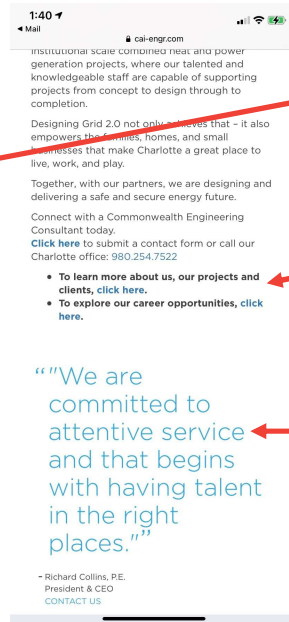 1:40
Mail
cai-engr.com
institutional scale combined heat and power
generation projects, where our talented and
knowledgeable staff are capable of supporting
projects from concept to design through to
completion.
Designing Grid 2.0 not only achieves that – it also
empowers the families, homes, and small
businesses that make Charlotte a great place to
live, work, and play.
Together, with our partners, we are designing and
delivering a safe and secure energy future.
Connect with a Commonwealth Engineering
Consultant today.
Click here to submit a contact form or call our
Charlotte office: 980.254.7522
• To learn more about us, our projects and
clients, click here.
• To explore our career opportunities, click
here.
“"We are
committed to
attentive service
and that begins
with having talent
in the right
places."”
– Richard Collins, P.E.
President & CEO
CONTACT US